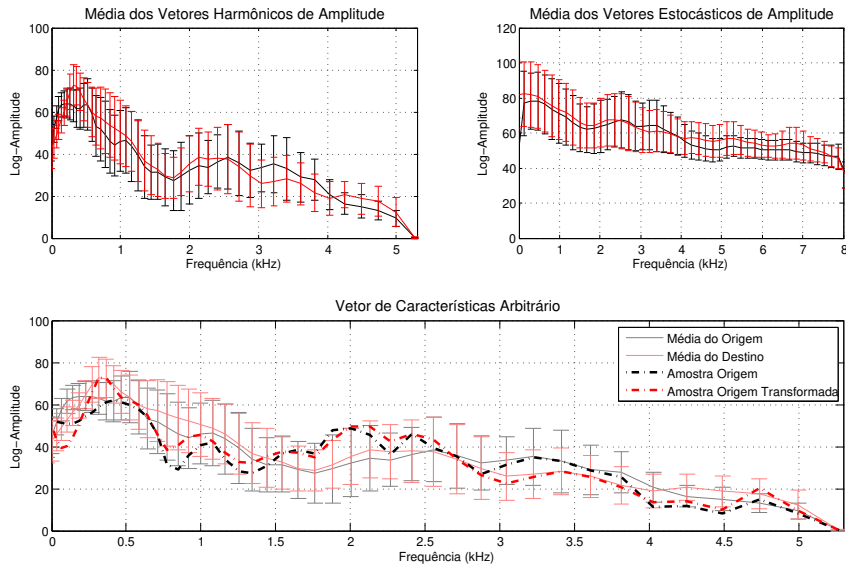 Média dos Vetores Harmônicos de Amplitude
Log−Amplitude
100
80
60
40
20
0
0 1 2 3 4 5
Frequência (kHz)
Média dos Vetores Estocásticos de Amplitude
Log−Amplitude
120
100
80
60
40
20
0
0 1 2 3 4 5 6 7 8
Frequência (kHz)
Vetor de Características Arbitrário
Log−Amplitude
100
80
60
40
20
0
Média do Origem
Média do Destino
Amostra Origem
Amostra Origem Transformada
0 0.5 1 1.5 2 2.5 3 3.5 4 4.5 5
Frequência (kHz)